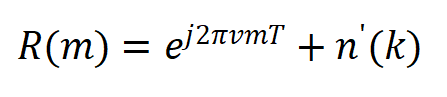 R(m) = e^{j2πvmT} + n'(k)